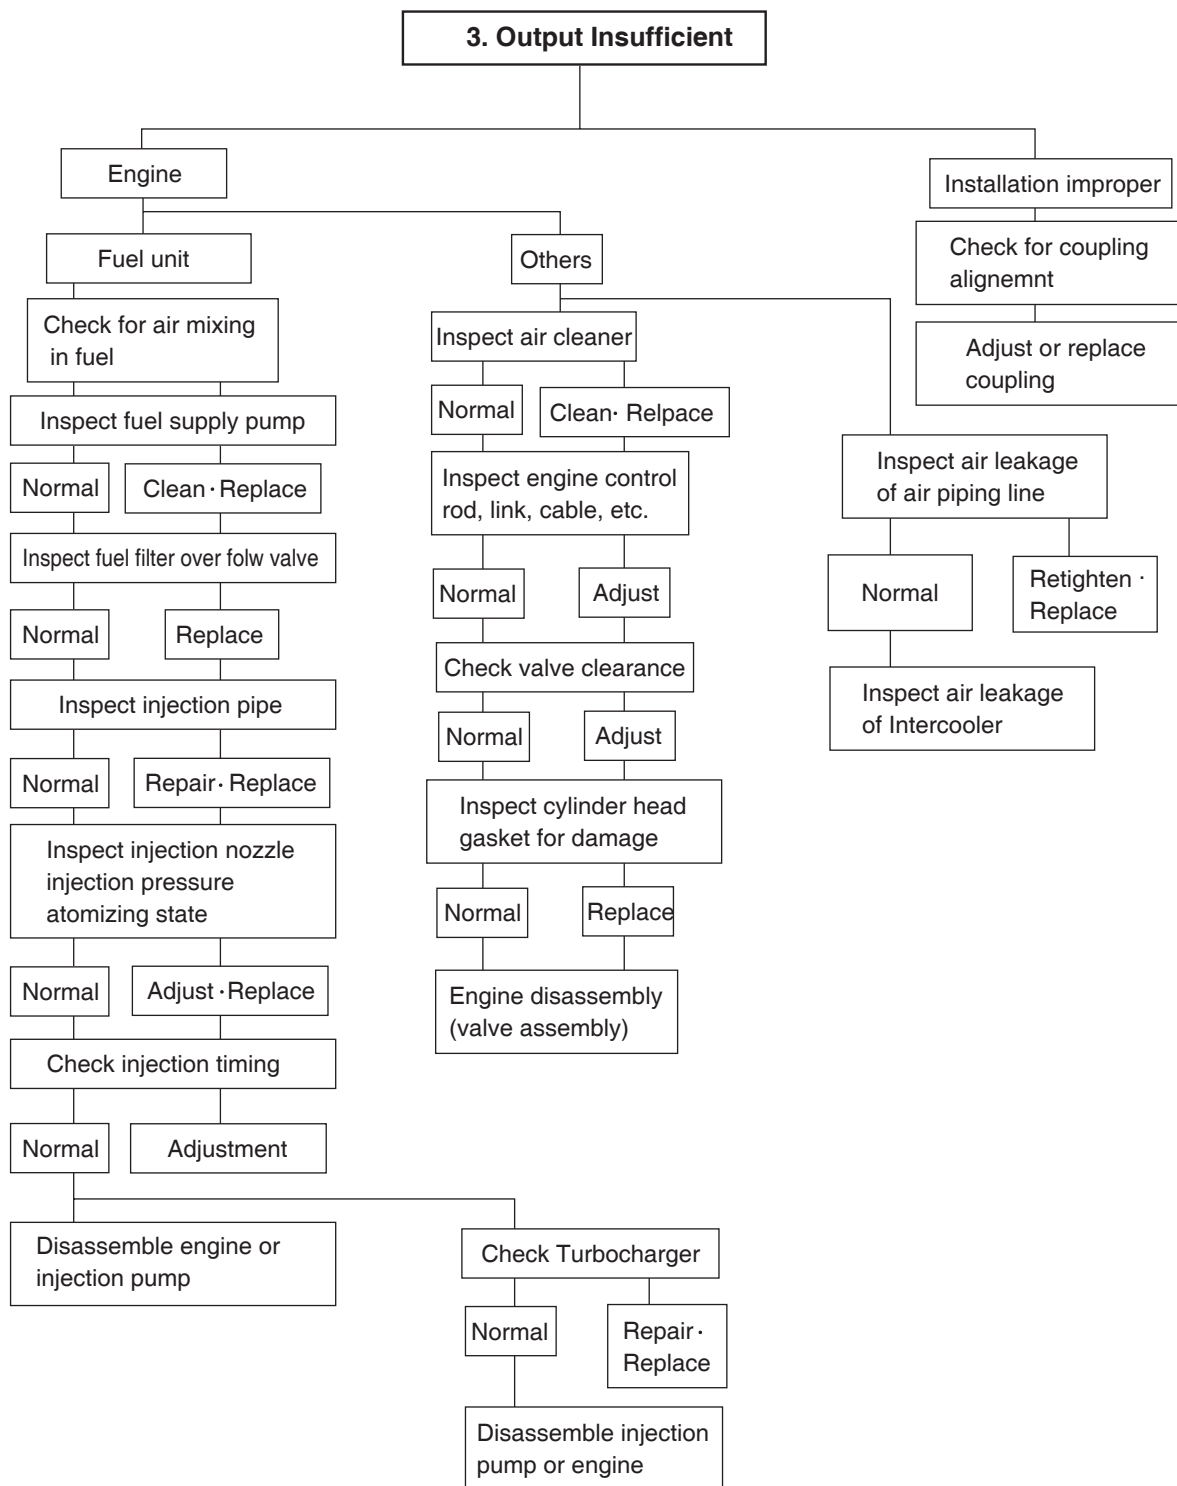 3. Output Insufficient
Engine
Installation improper
Fuel unit
Others
Check for coupling
alignemnt
Check for air mixing
in fuel
Inspect air cleaner
Adjust or replace
coupling
Normal
Clean· Relpace
Inspect fuel supply pump
Inspect engine control
rod, link, cable, etc.
Inspect air leakage
of air piping line
Normal
Clean·Replace
Inspect fuel filter over folw valve
Normal
Adjust
Normal
Retighten ·
Replace
Normal
Replace
Check valve clearance
Inspect air leakage
of Intercooler
Inspect injection pipe
Normal
Adjust
Normal
Repair· Replace
Inspect cylinder head
gasket for damage
Inspect injection nozzle
injection pressure
atomizing state
Normal
Replace
Normal
Adjust ·Replace
Engine disassembly
(valve assembly)
Check injection timing
Normal
Adjustment
Disassemble engine or
injection pump
Check Turbocharger
Normal
Repair·
Replace
Disassemble injection
pump or engine